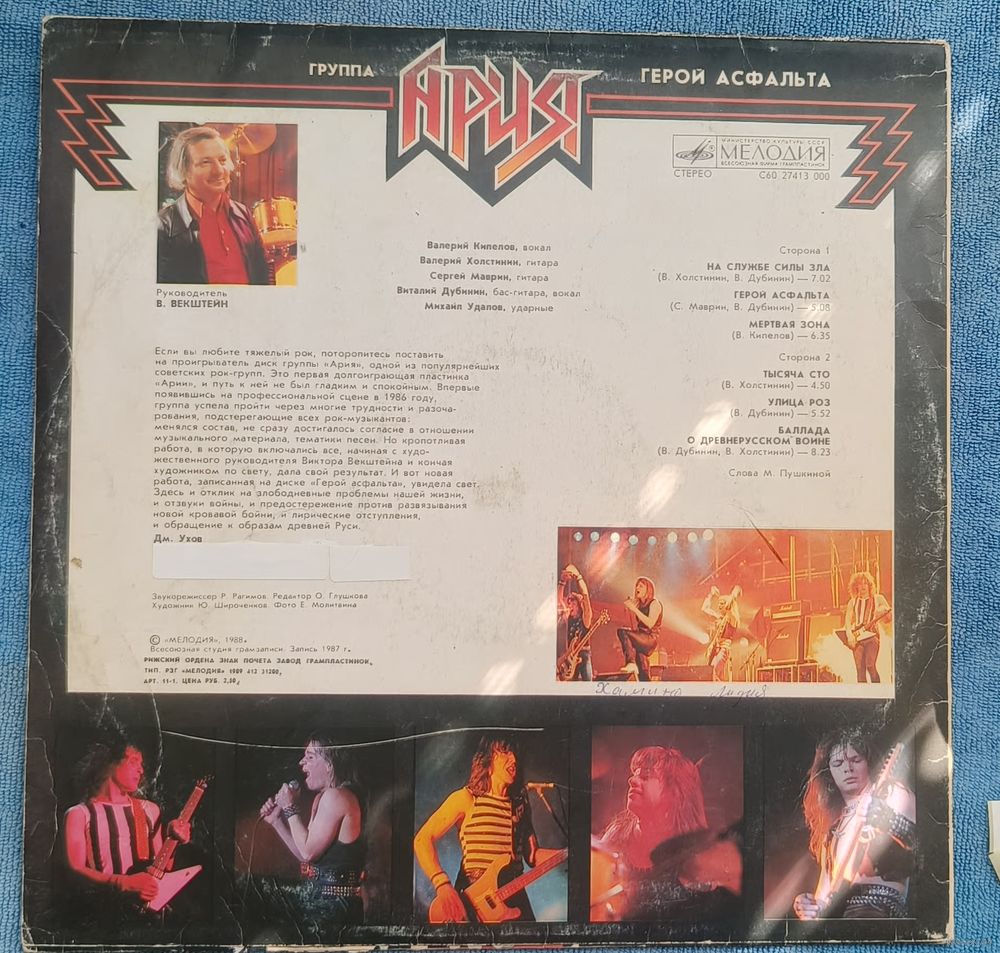 ГРУППА
АРИЯ
ГЕРОЙ АСФАЛЬТА
МИНИСТЕРСТВО КУЛЬТУРЫ СССР
МЕЛОДИЯ
ВСЕСОЮЗНАЯ ФИРМА ГРАМПЛАСТИНОК
СТЕРЕО
С60 27413 000
Руководитель
В. ВЕКШТЕЙН
Валерий Кипелов, вокал
Валерий Холстинин, гитара
Сергей Маврин, гитара
Виталий Дубинин, бас-гитара, вокал
Михаил Удалов, ударные
Сторона 1
НА СЛУЖБЕ СИЛЫ ЗЛА
(В. Холстинин, В. Дубинин) — 7.02
ГЕРОЙ АСФАЛЬТА
(С. Маврин, В. Дубинин) — 5.08
МЕРТВАЯ ЗОНА
(В. Кипелов) — 6.35
Сторона 2
ТЫСЯЧА СТО
(В. Холстинин) — 4.50
УЛИЦА РОЗ
(В. Дубинин) — 5.52
БАЛЛАДА
О ДРЕВНЕРУССКОМ ВОИНЕ
(В. Дубинин, В. Холстинин) — 8.23
Слова М. Пушкиной
Если вы любите тяжелый рок, поторопитесь поставить
на проигрыватель диск группы «Ария», одной из популярнейших
советских рок-групп. Это первая долгоиграющая пластинка
«Арии», и путь к ней не был гладким и спокойным. Впервые
появившись на профессиональной сцене в 1986 году,
группа успела пройти через многие трудности и разоча-
рования, подстерегающие всех рок-музыкантов:
менялся состав, не сразу достигалось согласие в отношении
музыкального материала, тематики песен. Но кропотливая
работа, в которую включались все, начиная с худо-
жественного руководителя Виктора Векштейна и кончая
художником по свету, дала свой результат. И вот новая
работа, записанная на диске «Герой асфальта», увидела свет.
Здесь и отклик на злободневные проблемы нашей жизни,
и отзвуки войны, и предостережение против развязывания
новой кровавой бойни, и лирические отступления,
и обращение к образам древней Руси.
Дм. Ухов
Звукорежиссер Р. Рагимов. Редактор О. Глушкова
Художник Ю. Широченков. Фото Е. Молитвина
© «МЕЛОДИЯ», 1988.
Всесоюзная студия грамзаписи. Запись 1987 г.
РИЖСКИЙ ОРДЕНА ЗНАК ПОЧЕТА ЗАВОД ГРАМПЛАСТИНОК,
ТИП. РЗГ «МЕЛОДИЯ» 1989 412 31200,
АРТ. 11-1. ЦЕНА РУБ. 3,50,